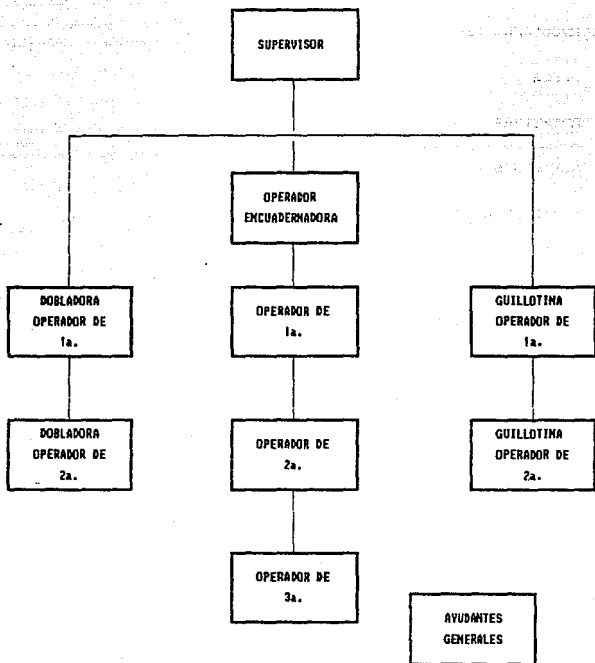 SUPERVISOR
OPERADOR
ENCUADERNADORA
DOBLADORA
OPERADOR DE
1a.
OPERADOR DE
1a.
GUILLOTINA
OPERADOR DE
1a.
DOBLADORA
OPERADOR DE
2a.
OPERADOR DE
2a.
GUILLOTINA
OPERADOR DE
2a.
OPERADOR DE
3a.
AYUDANTES
GENERALES